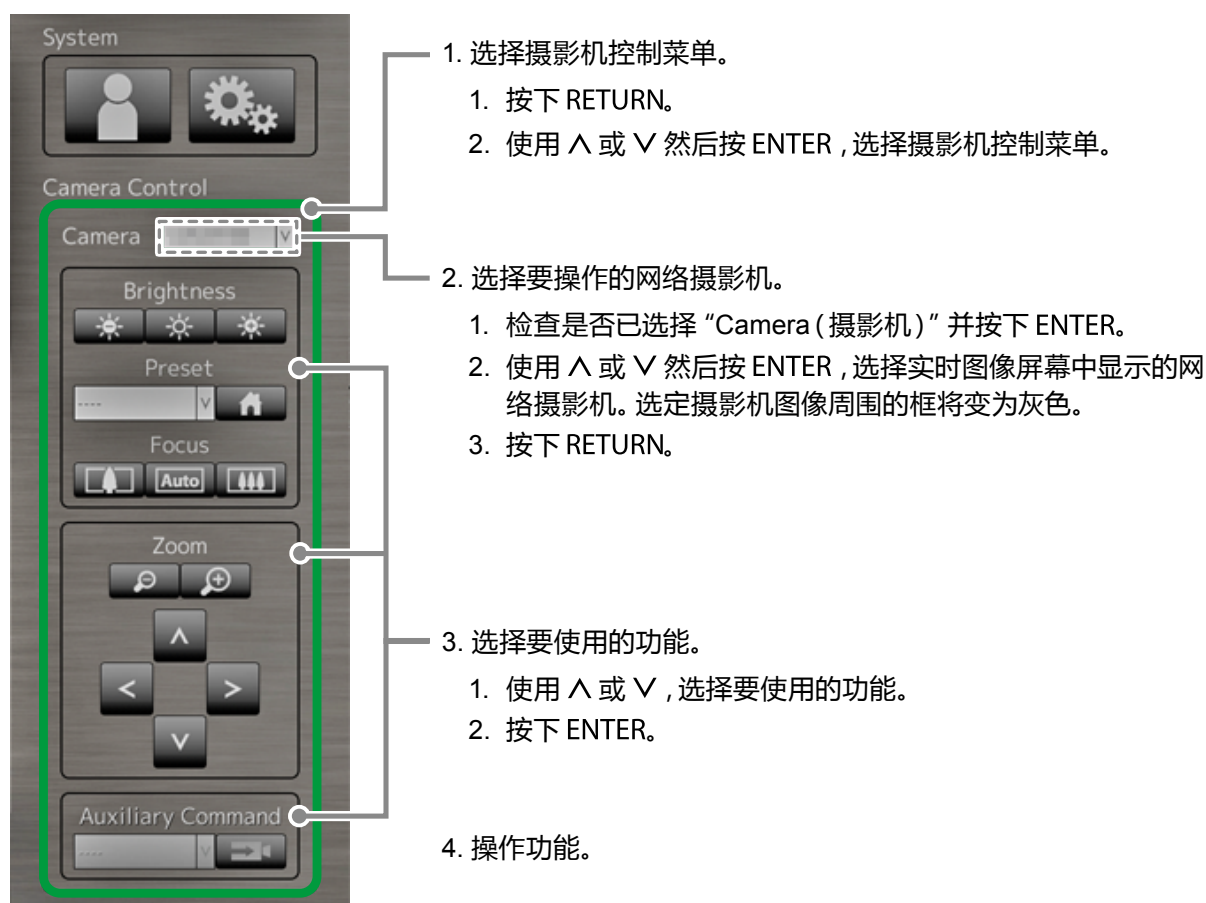 System
Camera Control
Camera
Brightness
Preset
----
Focus
Auto
Zoom
Auxiliary Command
----
1. 选择摄影机控制菜单。
1. 按下 RETURN。
2. 使用 ∧ 或 ∨ 然后按 ENTER，选择摄影机控制菜单。
2. 选择要操作的网络摄影机。
1. 检查是否已选择 “Camera（摄影机）” 并按下 ENTER。
2. 使用 ∧ 或 ∨ 然后按 ENTER，选择实时图像屏幕中显示的网
络摄影机。选定摄影机图像周围的框将变为灰色。
3. 按下 RETURN。
3. 选择要使用的功能。
1. 使用 ∧ 或 ∨，选择要使用的功能。
2. 按下 ENTER。
4. 操作功能。